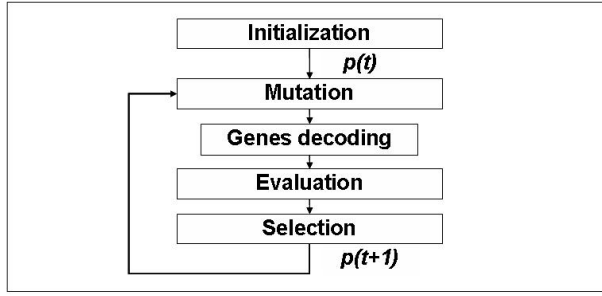 Initialization
p(t)
Mutation
Genes decoding
Evaluation
Selection
p(t+1)